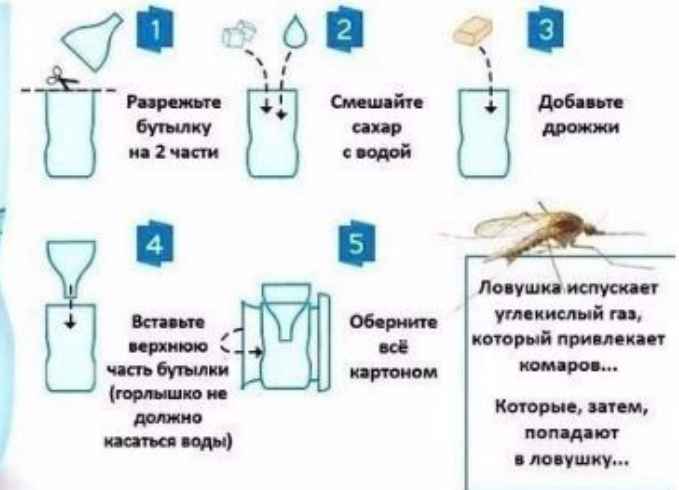 1
Разрежьте
бутылку
на 2 части
2
Смешайте
сахар
с водой
3
Добавьте
дрожжи
4
Вставьте
верхнюю
часть бутылки
(горлышко не
должно
касаться воды)
5
Оберните
всё
картоном
Ловушка испускает
углекислый газ,
который привлекает
комаров...
Которые, затем,
попадают
в ловушку...